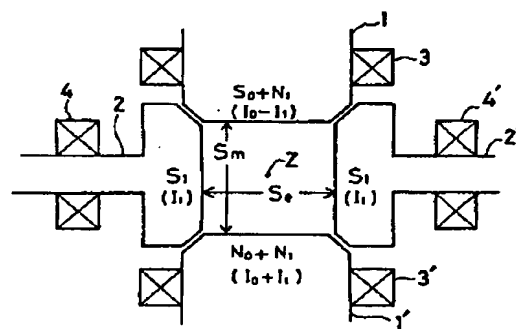 1
3
S₀+N₁
(I₀−I₁)
4
2
4'
2
Sm
Z
S₁
(I₁)
Se
S₁
(I₁)
N₀+N₁
(I₀+I₁)
3'
1'